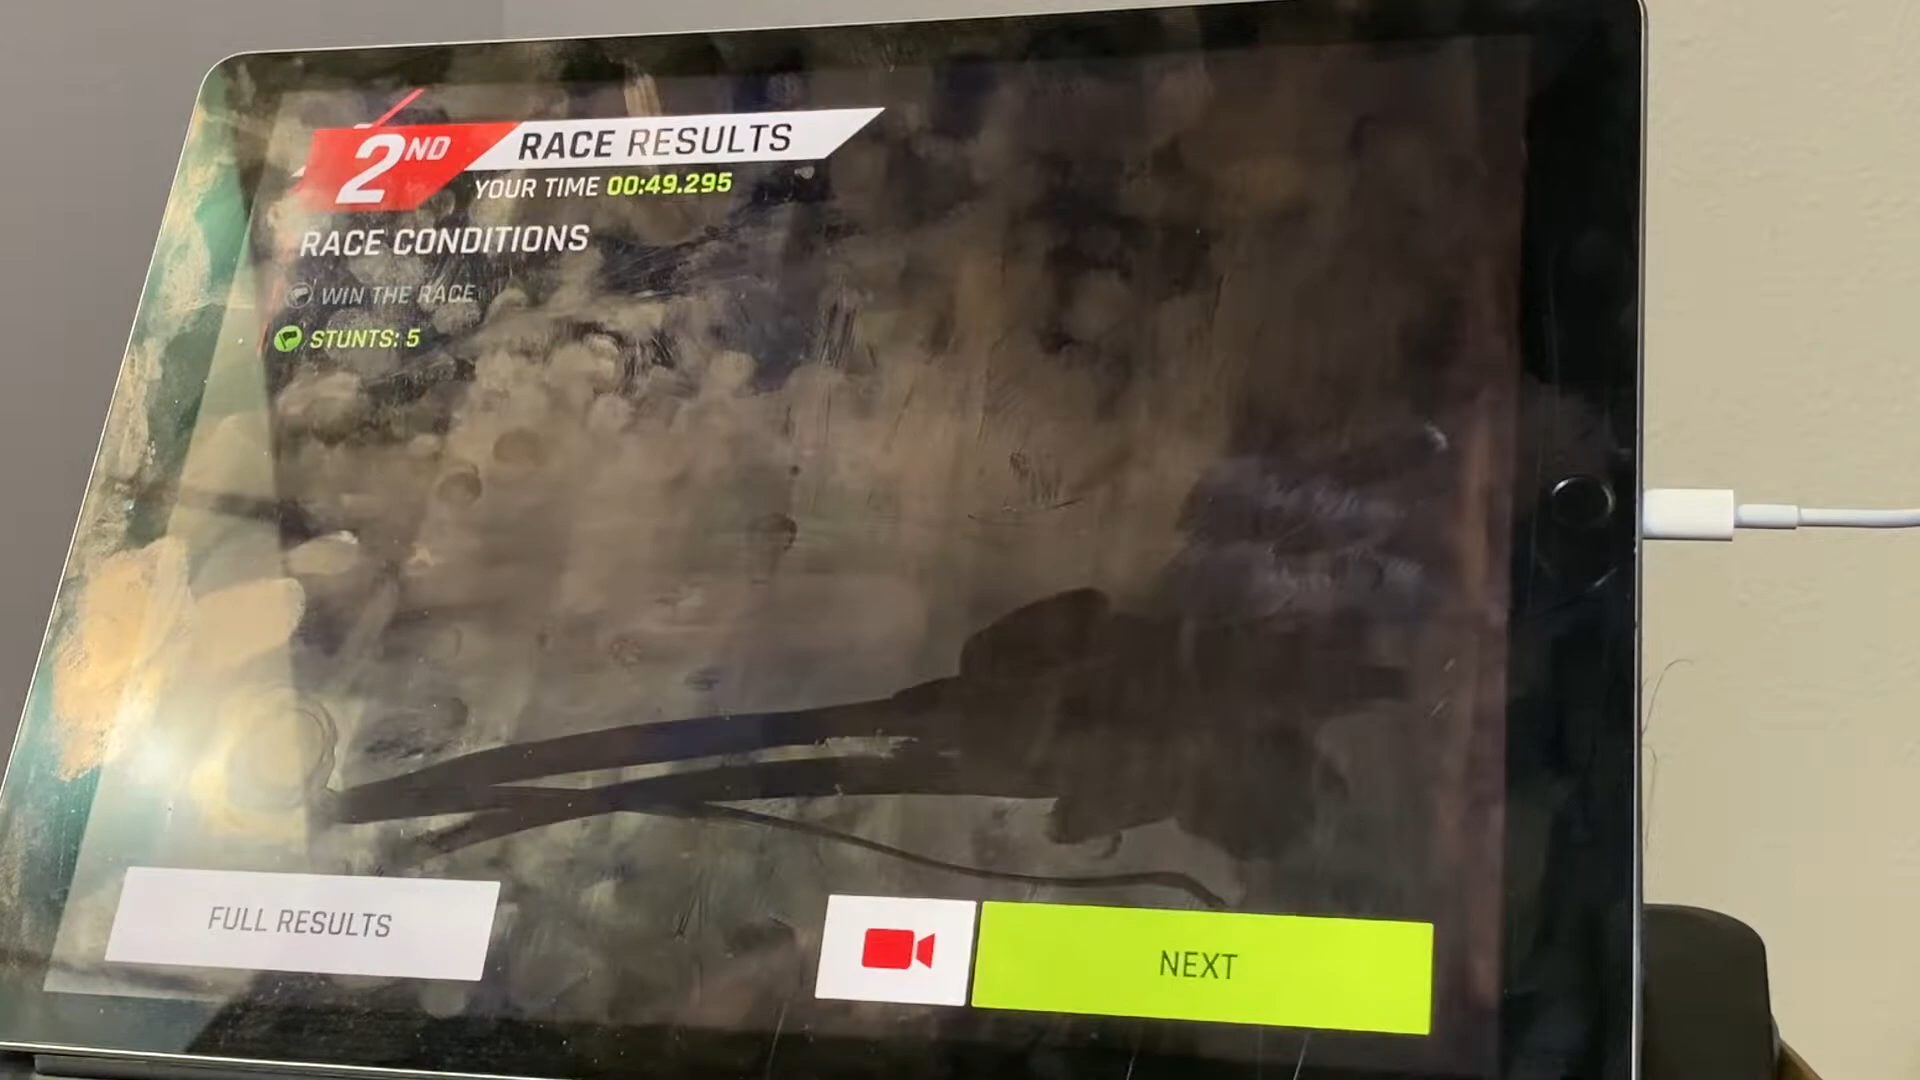 2ND RACE RESULTS
YOUR TIME 00:49.295
RACE CONDITIONS
WIN THE RACE
STUNTS: 5
FULL RESULTS
NEXT